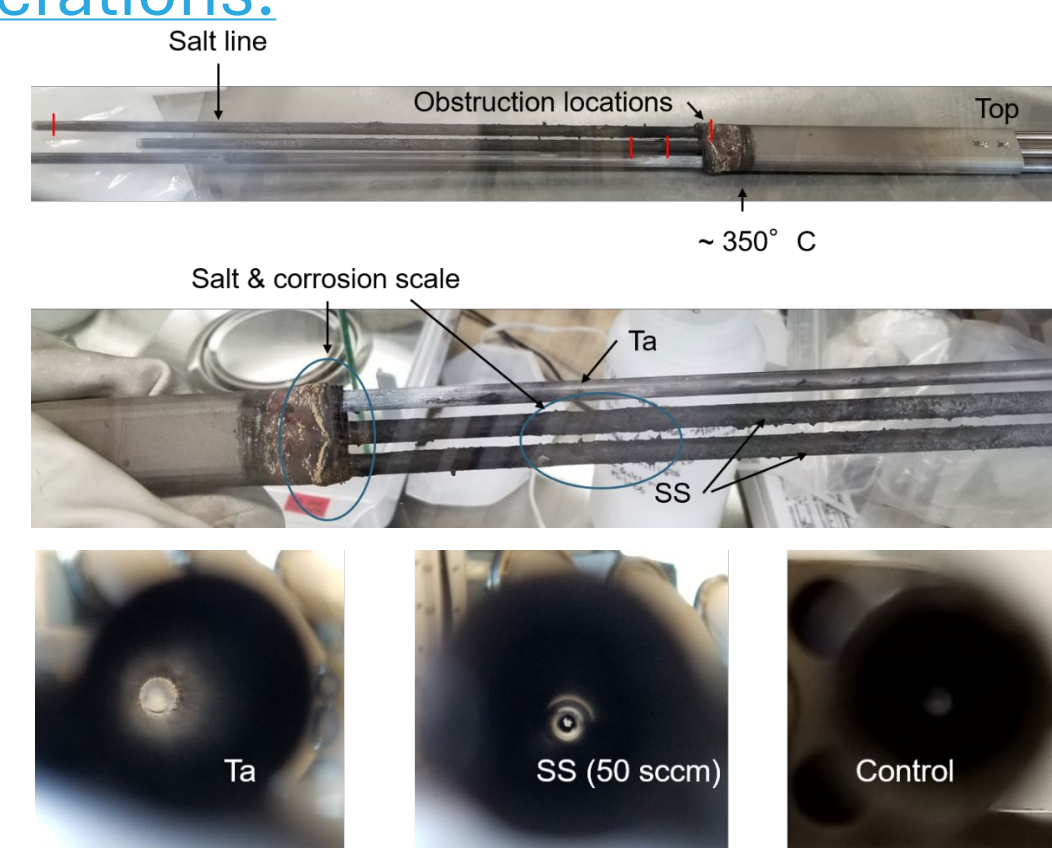 erations:
Salt line
Obstruction locations
Top
~ 350° C
Salt & corrosion scale
Ta
SS
Ta
SS (50 sccm)
Control